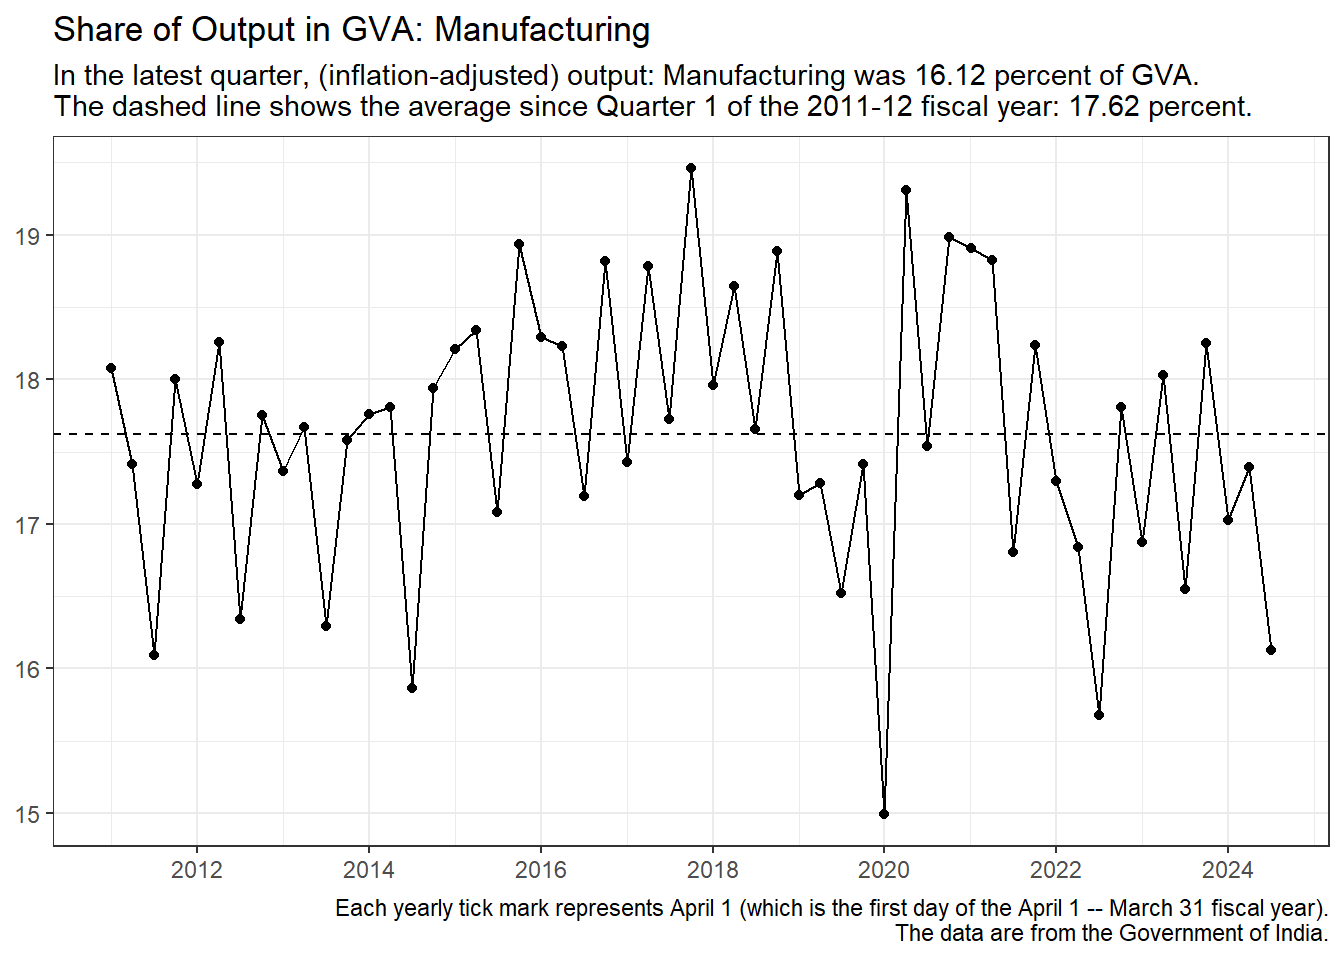 Share of Output in GVA: Manufacturing
In the latest quarter, (inflation-adjusted) output: Manufacturing was 16.12 percent of GVA.
The dashed line shows the average since Quarter 1 of the 2011-12 fiscal year: 17.62 percent.
19
18
17
16
15
2012 2014 2016 2018 2020 2022 2024
Each yearly tick mark represents April 1 (which is the first day of the April 1 -- March 31 fiscal year).
The data are from the Government of India.